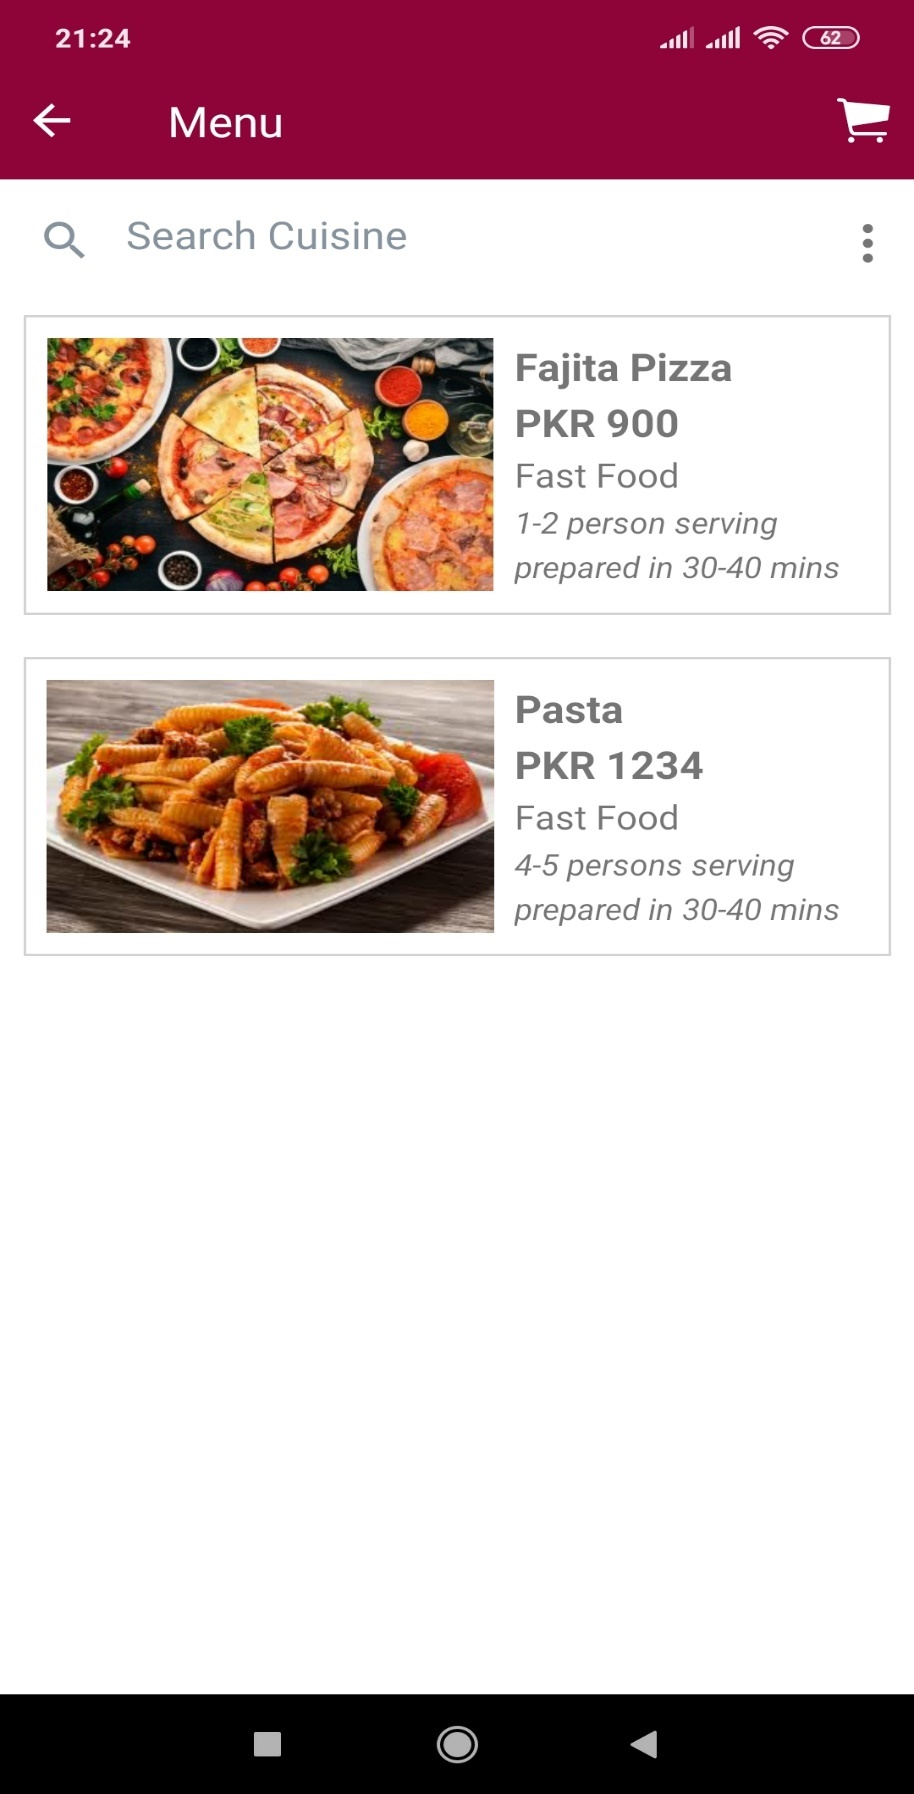 21:24
62
Menu
Search Cuisine
Fajita Pizza
PKR 900
Fast Food
1-2 person serving
prepared in 30-40 mins
Pasta
PKR 1234
Fast Food
4-5 persons serving
prepared in 30-40 mins